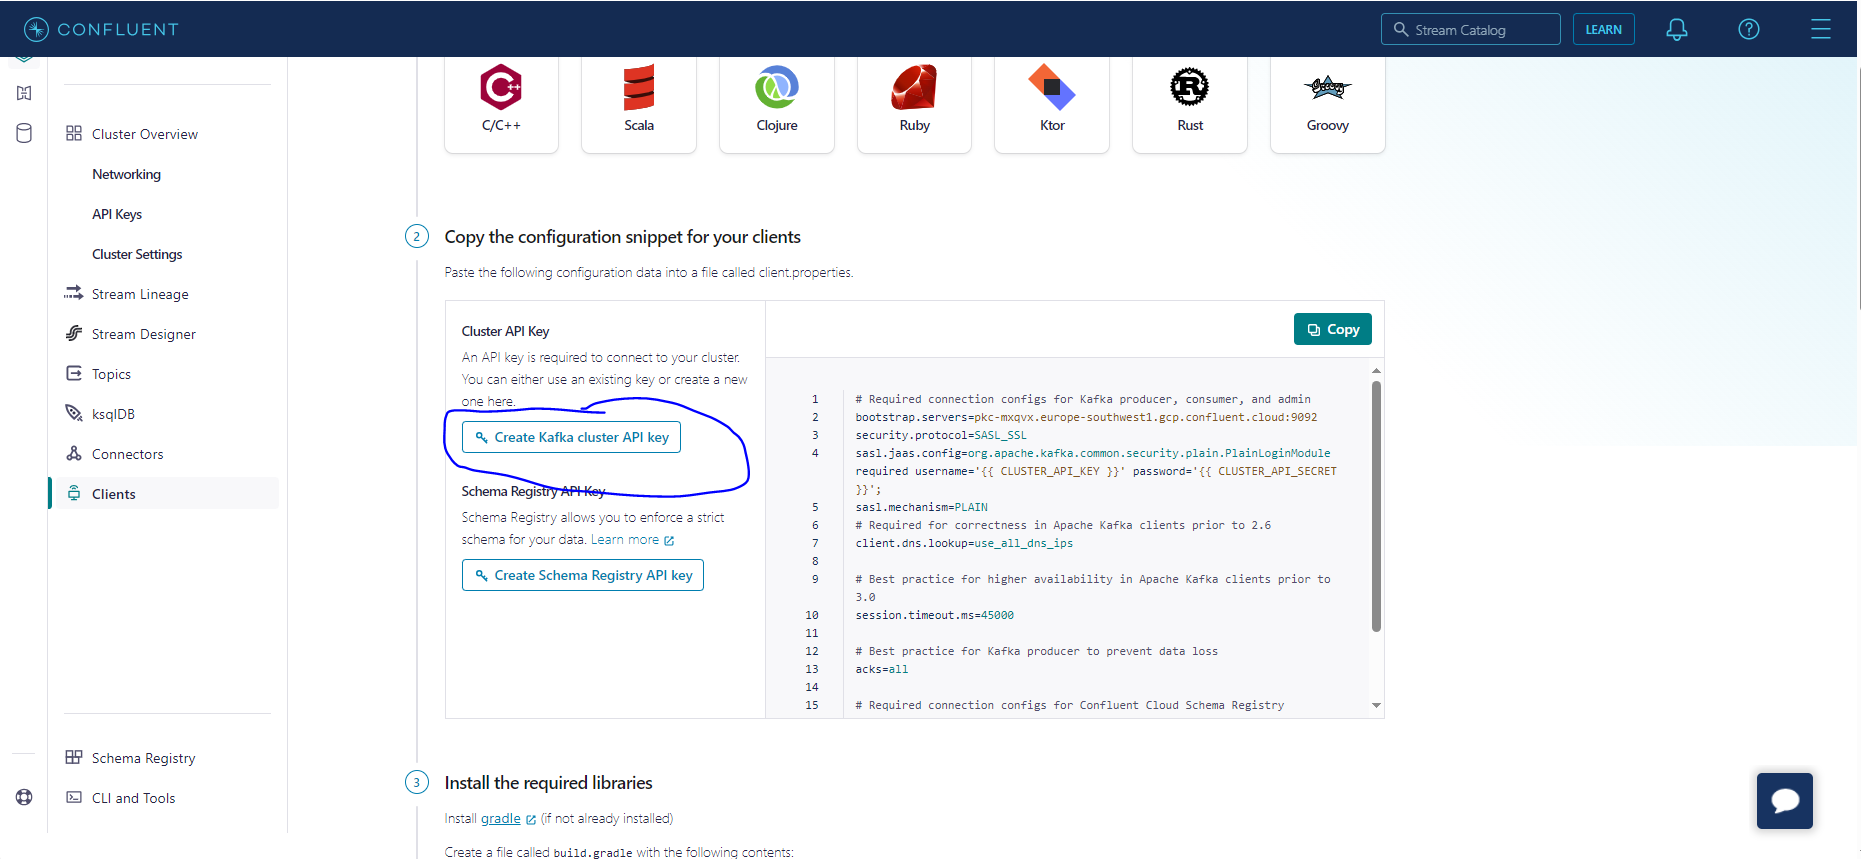 CONFLUENT
Stream Catalog
LEARN
C/C++
Scala
Clojure
Ruby
Ktor
Rust
Groovy
Cluster Overview
Networking
API Keys
Cluster Settings
Stream Lineage
Stream Designer
Topics
ksqlDB
Connectors
Clients
Schema Registry
CLI and Tools
2
Copy the configuration snippet for your clients
Paste the following configuration data into a file called client.properties.
Cluster API Key
An API key is required to connect to your cluster.
You can either use an existing key or create a new
one here.
Create Kafka cluster API key
Schema Registry API Key
Schema Registry allows you to enforce a strict
schema for your data. Learn more
Create Schema Registry API key
Copy
1 # Required connection configs for Kafka producer, consumer, and admin
2 bootstrap.servers=pkc-mxqvx.europe-southwest1.gcp.confluent.cloud:9092
3 security.protocol=SASL_SSL
4 sasl.jaas.config=org.apache.kafka.common.security.plain.PlainLoginModule
required username='{{ CLUSTER_API_KEY }}' password='{{ CLUSTER_API_SECRET
}}';
5 sasl.mechanism=PLAIN
6 # Required for correctness in Apache Kafka clients prior to 2.6
7 client.dns.lookup=use_all_dns_ips
8
9 # Best practice for higher availability in Apache Kafka clients prior to
3.0
10 session.timeout.ms=45000
11
12 # Best practice for Kafka producer to prevent data loss
13 acks=all
14
15 # Required connection configs for Confluent Cloud Schema Registry
3
Install the required libraries
Install gradle (if not already installed)
Create a file called build.gradle with the following contents: